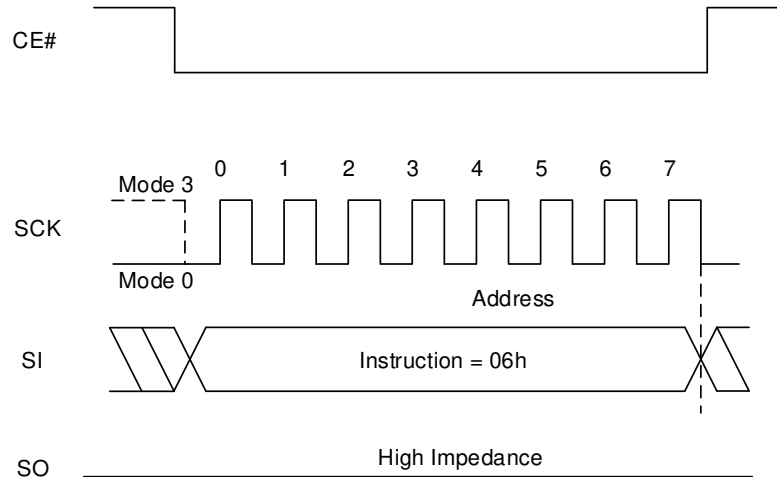 CE#
0 1 2 3 4 5 6 7
Mode 3
SCK
Mode 0
Address
SI
Instruction = 06h
High Impedance
SO